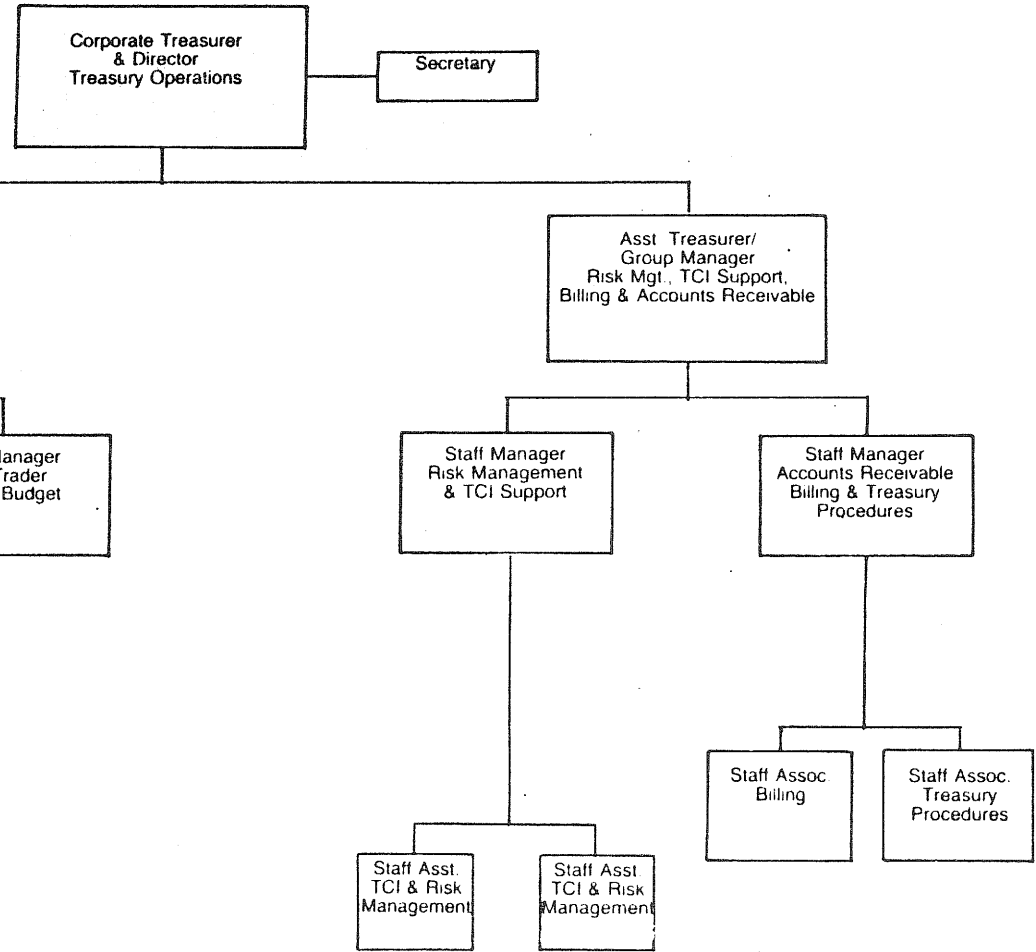 Corporate Treasurer
& Director
Treasury Operations
Secretary
Asst Treasurer/
Group Manager
Risk Mgt., TCI Support,
Billing & Accounts Receivable
Trader
Budget
Staff Manager
Risk Management
& TCI Support
Staff Manager
Accounts Receivable
Billing & Treasury
Procedures
Staff Assoc.
Billing
Staff Assoc.
Treasury
Procedures
Staff Asst.
TCI & Risk
Management
Staff Asst.
TCI & Risk
Management